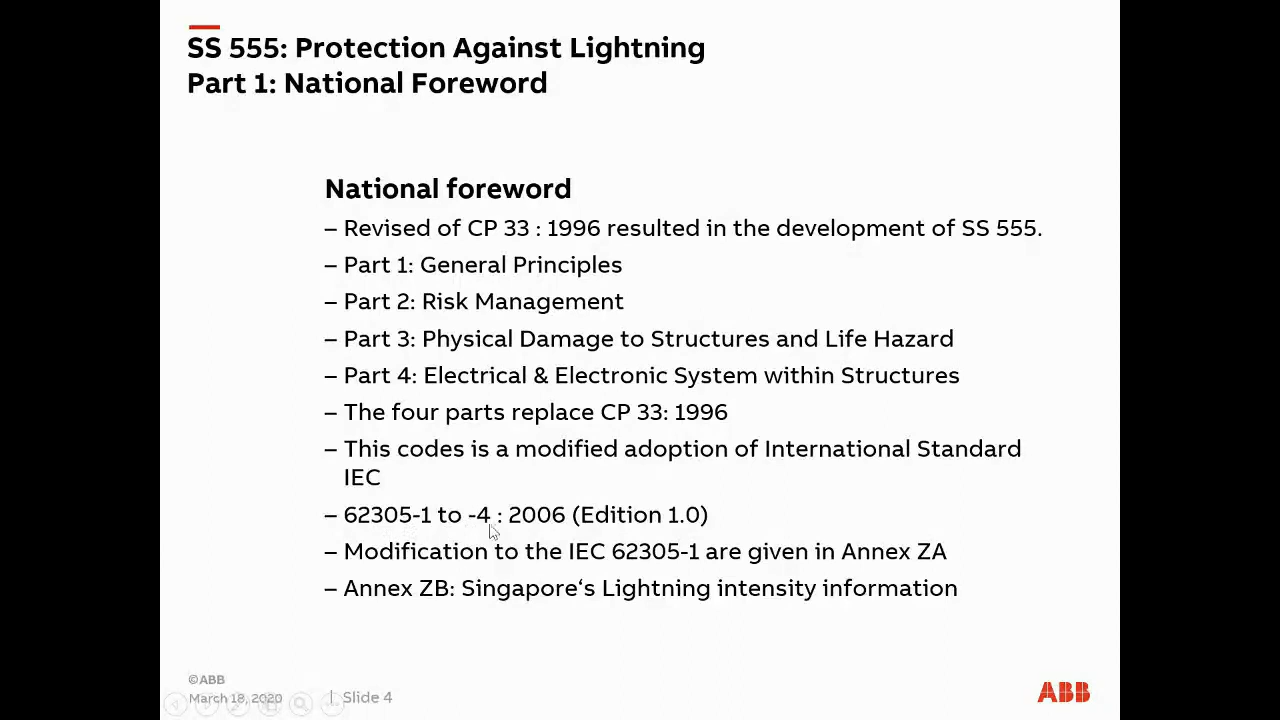 SS 555: Protection Against Lightning
Part 1: National Foreword
National foreword
– Revised of CP 33 : 1996 resulted in the development of SS 555.
– Part 1: General Principles
– Part 2: Risk Management
– Part 3: Physical Damage to Structures and Life Hazard
– Part 4: Electrical & Electronic System within Structures
– The four parts replace CP 33: 1996
– This codes is a modified adoption of International Standard
IEC
– 62305-1 to -4 : 2006 (Edition 1.0)
– Modification to the IEC 62305-1 are given in Annex ZA
– Annex ZB: Singapore‘s Lightning intensity information
©ABB
March 18, 2020 | Slide 4
ABB